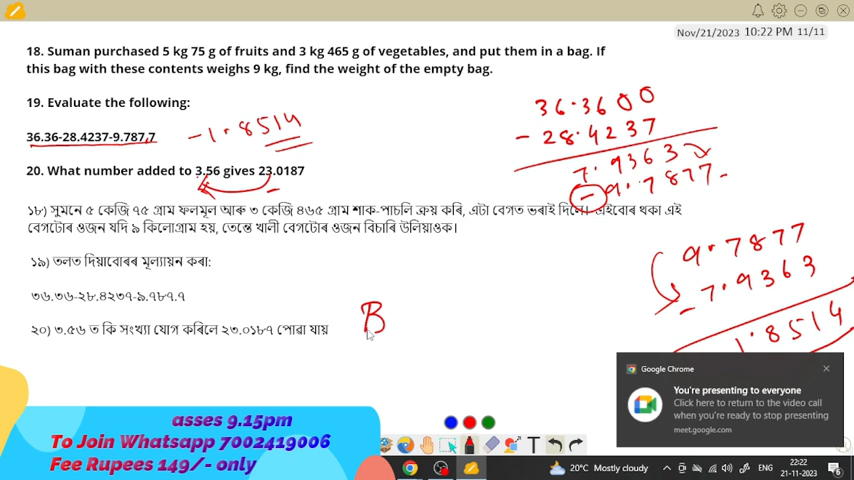 Nov/21/2023 10:22 PM 11/11
18. Suman purchased 5 kg 75 g of fruits and 3 kg 465 g of vegetables, and put them in a bag. If
this bag with these contents weighs 9 kg, find the weight of the empty bag.
19. Evaluate the following:
36.36-28.4237-9.787,7
-1.8514
20. What number added to 3.56 gives 23.0187
36.3600
- 28.4237
7.9363
- 9.7877
১৮) সুমনে ৫ কেজি ৭৫ গ্ৰাম ফলমূল আৰু ৩ কেজি ৪৬৫ গ্ৰাম শাক-পাচলি ক্ৰয় কৰি, এটা বেগত ভৰাই দিলে। এইবোৰ থকা এই
বেগটোৰ ওজন যদি ৯ কিলোগ্ৰাম হয়, তেন্তে খালী বেগটোৰ ওজন বিচাৰি উলিয়াওক।
১৯) তলত দিয়াবোৰৰ মূল্যায়ন কৰা:
৩৬.৩৬-২৮.৪২৩৭-৯.৭৮৭.৭
২০) ৩.৫৬ ত কি সংখ্যা যোগ কৰিলে ২৩.০১৮৭ পোৱা যায়
B
9.7877
- 7.9363
1.8514
Google Chrome
You're presenting to everyone
Click here to return to the video call
when you're ready to stop presenting
meet.google.com
asses 9.15pm
To Join Whatsapp 7002419006
Fee Rupees 149/- only
T
20°C Mostly cloudy
ENG
22:22
21-11-2023
6